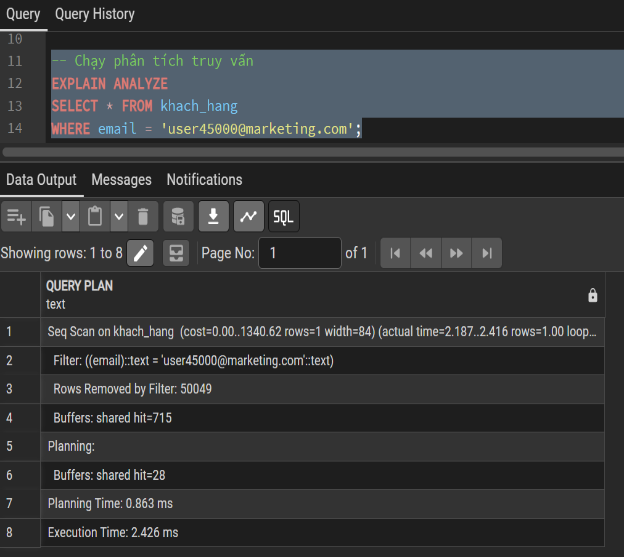 Query Query History
10
11 -- Chạy phân tích truy vấn
12 EXPLAIN ANALYZE
13 SELECT * FROM khach_hang
14 WHERE email = 'user45000@marketing.com';
Data Output Messages Notifications
SQL
Showing rows: 1 to 8 Page No: 1 of 1
QUERY PLAN
text
1 Seq Scan on khach_hang (cost=0.00..1340.62 rows=1 width=84) (actual time=2.187..2.416 rows=1.00 loop...
2 Filter: ((email)::text = 'user45000@marketing.com'::text)
3 Rows Removed by Filter: 50049
4 Buffers: shared hit=715
5 Planning:
6 Buffers: shared hit=28
7 Planning Time: 0.863 ms
8 Execution Time: 2.426 ms